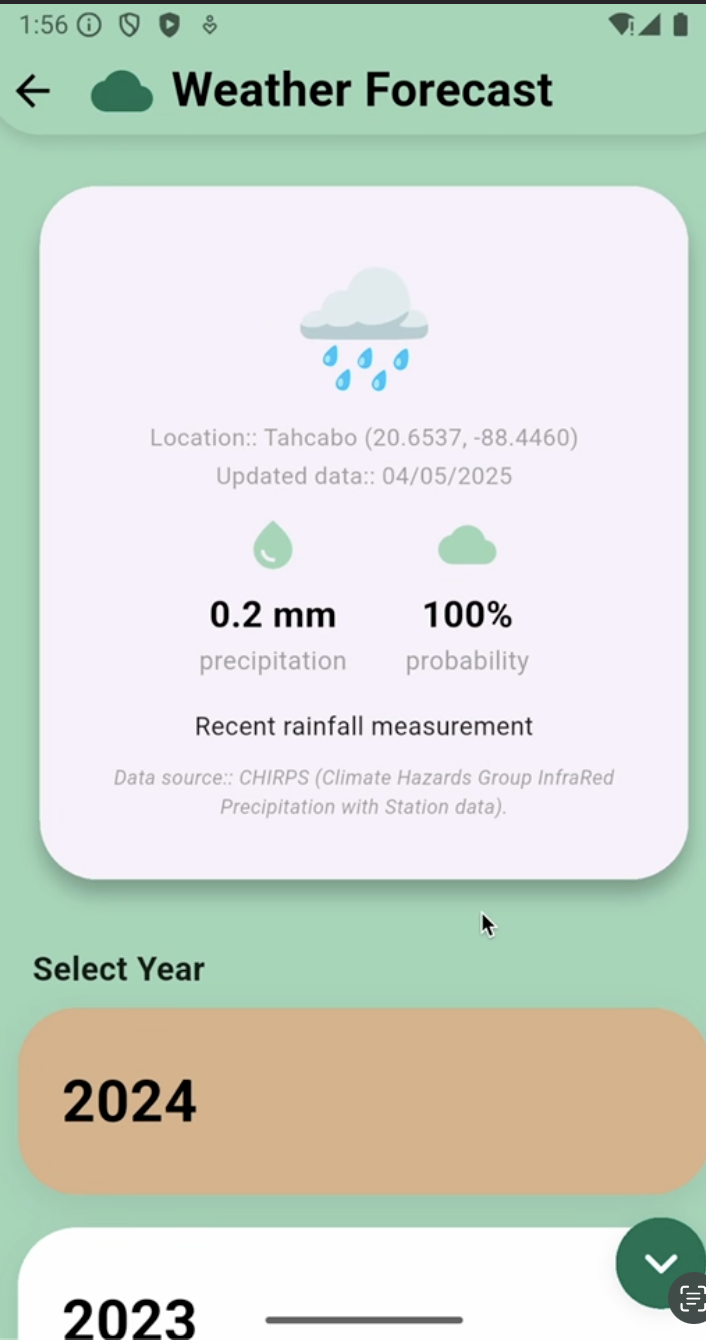 1:56
Weather Forecast
Location:: Tahcabo (20.6537, -88.4460)
Updated data:: 04/05/2025
0.2 mm 100%
precipitation probability
Recent rainfall measurement
Data source:: CHIRPS (Climate Hazards Group InfraRed
Precipitation with Station data).
Select Year
2024
2023